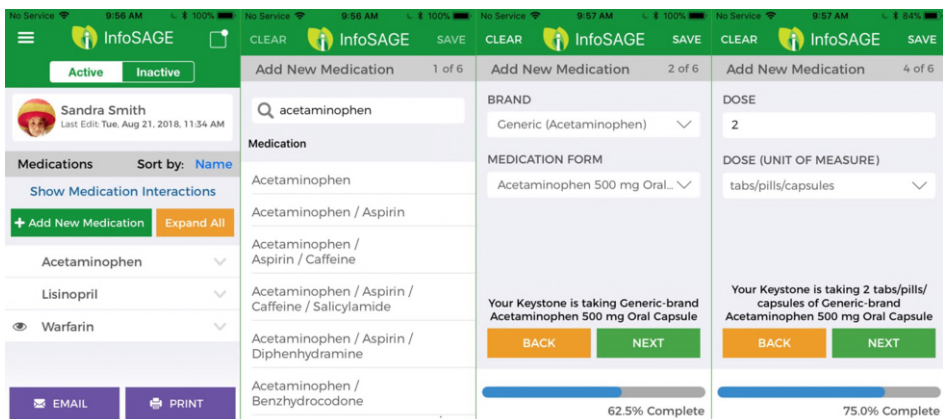 No Service 9:56 AM 100%
InfoSAGE
Active Inactive
Sandra Smith
Last Edit: Tue, Aug 21, 2018, 11:34 AM
Medications Sort by: Name
Show Medication Interactions
+ Add New Medication Expand All
Acetaminophen
Lisinopril
Warfarin
EMAIL PRINT
No Service 9:56 AM 100%
CLEAR InfoSAGE SAVE
Add New Medication 1 of 6
acetaminophen
Medication
Acetaminophen
Acetaminophen / Aspirin
Acetaminophen /
Aspirin / Caffeine
Acetaminophen / Aspirin /
Caffeine / Salicylamide
Acetaminophen / Aspirin /
Diphenhydramine
Acetaminophen /
Benzhydrocodone
No Service 9:57 AM 100%
CLEAR InfoSAGE SAVE
Add New Medication 2 of 6
BRAND
Generic (Acetaminophen)
MEDICATION FORM
Acetaminophen 500 mg Oral...
Your Keystone is taking Generic-brand
Acetaminophen 500 mg Oral Capsule
BACK NEXT
62.5% Complete
No Service 9:57 AM 84%
CLEAR InfoSAGE SAVE
Add New Medication 4 of 6
DOSE
2
DOSE (UNIT OF MEASURE)
tabs/pills/capsules
Your Keystone is taking 2 tabs/pills/
capsules of Generic-brand
Acetaminophen 500 mg Oral Capsule
BACK NEXT
75.0% Complete